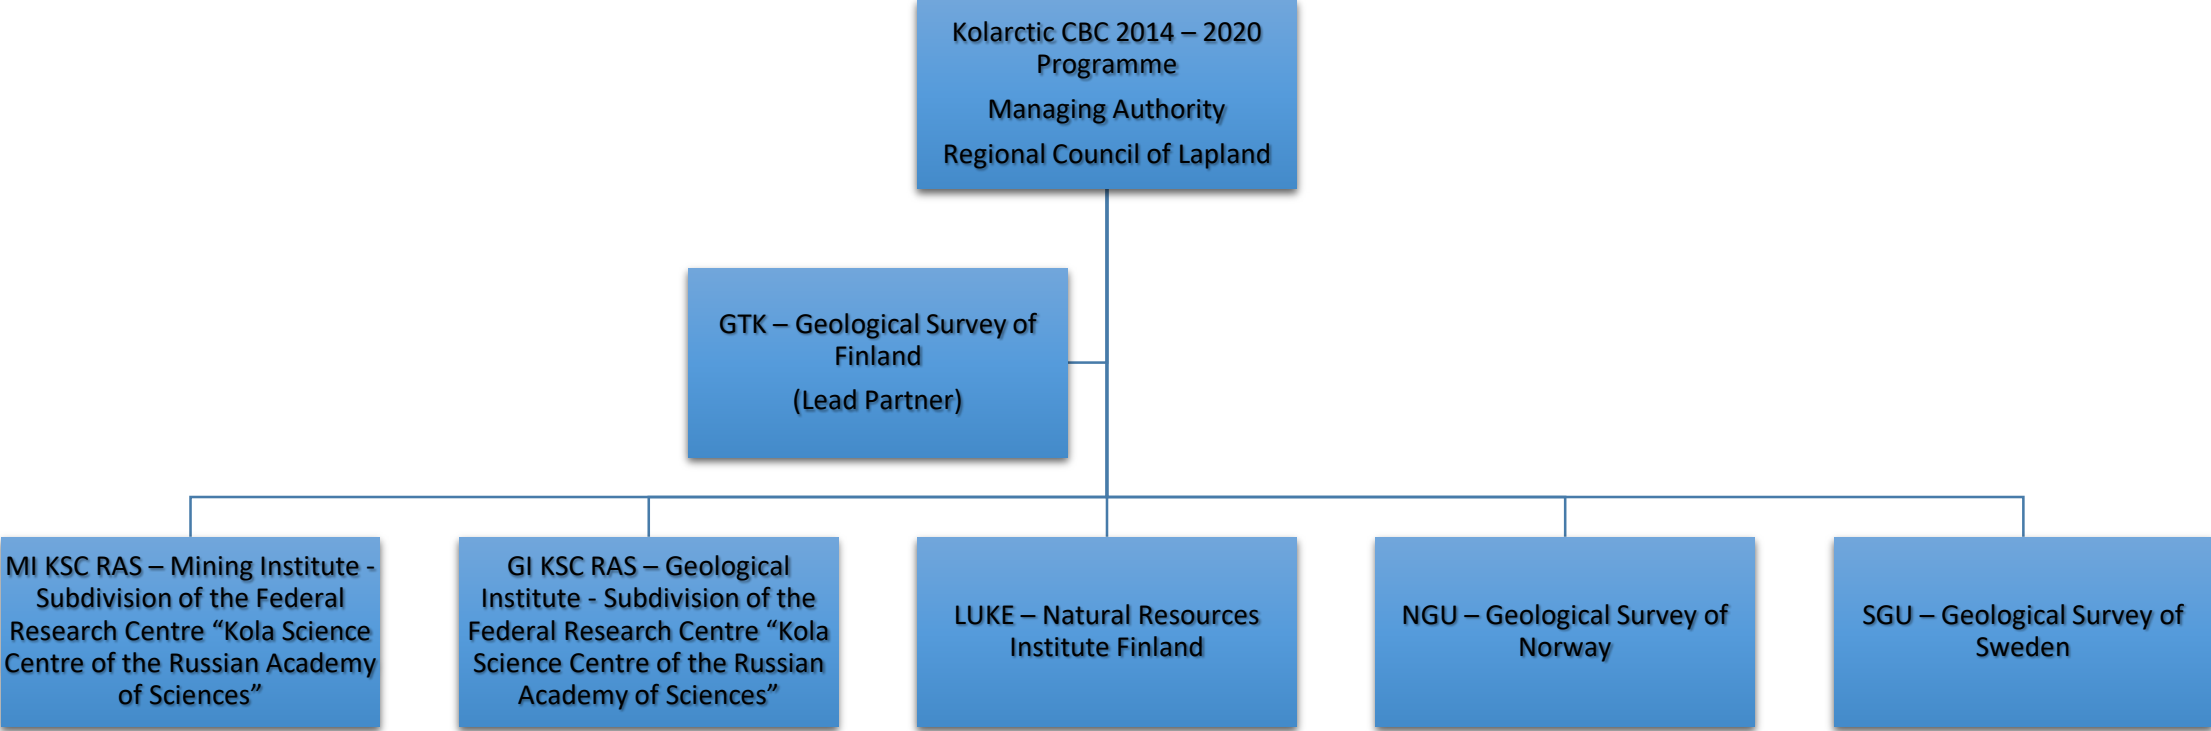 Kolarctic CBC 2014 – 2020
Programme
Managing Authority
Regional Council of Lapland
GTK – Geological Survey of
Finland
(Lead Partner)
MI KSC RAS – Mining Institute -
Subdivision of the Federal
Research Centre “Kola Science
Centre of the Russian Academy
of Sciences”
GI KSC RAS – Geological
Institute - Subdivision of the
Federal Research Centre “Kola
Science Centre of the Russian
Academy of Sciences”
LUKE – Natural Resources
Institute Finland
NGU – Geological Survey of
Norway
SGU – Geological Survey of
Sweden